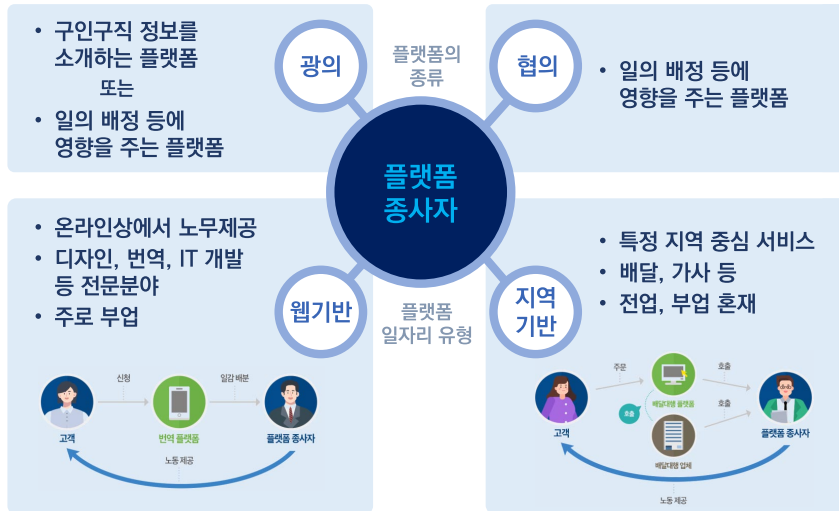 • 구인구직 정보를
소개하는 플랫폼
또는
• 일의 배정 등에
영향을 주는 플랫폼
광의
플랫폼의
종류
협의
• 일의 배정 등에
영향을 주는 플랫폼
플랫폼
종사자
• 온라인상에서 노무제공
• 디자인, 번역, IT 개발
등 전문분야
• 주로 부업
웹기반
플랫폼
일자리 유형
지역
기반
• 특정 지역 중심 서비스
• 배달, 가사 등
• 전업, 부업 혼재
신청
일감 배분
고객
번역 플랫폼
플랫폼 종사자
노동 제공
주문
호출
배달대행 플랫폼
호출
호출
고객
플랫폼 종사자
배달대행 업체
노동 제공